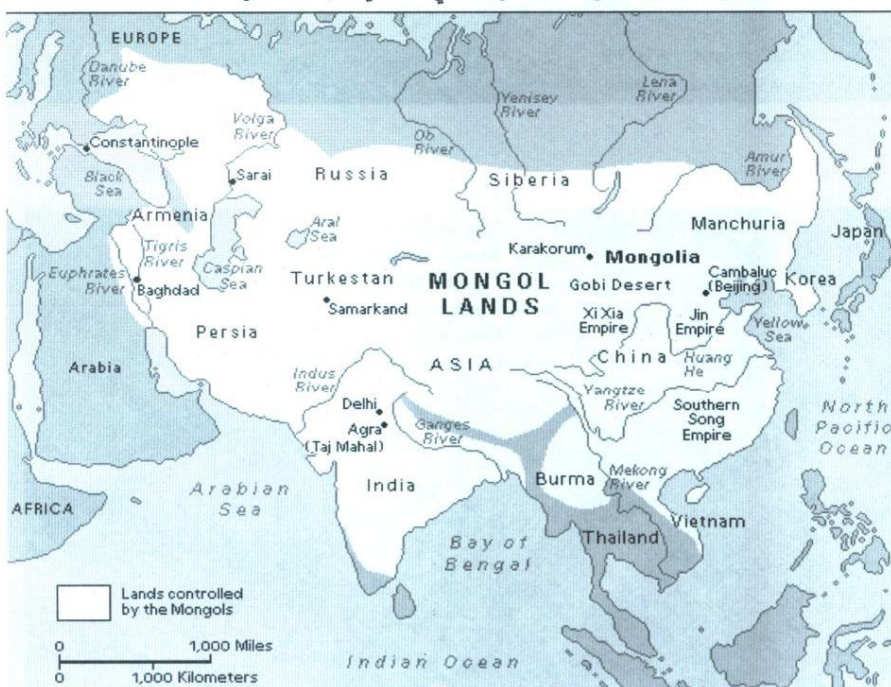 EUROPE
Danube
River
Volga
River
Ob
River
Yenisey
River
Lena
River
Amur
River
Constantinople
Black
Sea
Sarai
Russia
Siberia
Armenia
Aral
Sea
Manchuria
Japan
Tigris
River
Karakorum
Mongolia
Euphrates
River
Caspian
Sea
Baghdad
Turkestan
MONGOL
LANDS
Gobi Desert
Cambaluc
(Beijing)
Korea
Samarkand
Xi Xia
Empire
Jin
Empire
Yellow
Sea
Persia
Arabia
ASIA
China
Huang
He
Indus
River
Yangtze
River
Delhi
Agra
(Taj Mahal)
Ganges
River
Southern
Song
Empire
North
Pacific
Ocean
India
Burma
Mekong
River
Arabian
Sea
AFRICA
Vietnam
Thailand
Bay of
Bengal
Lands controlled
by the Mongols
0 1,000 Miles
0 1,000 Kilometers
Indian Ocean